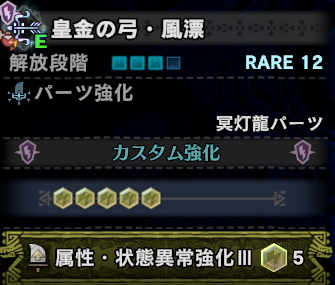 E 皇金の弓・風漂
解放段階 RARE 12
パーツ強化
冥灯龍パーツ
カスタム強化
属性・状態異常強化Ⅲ 5